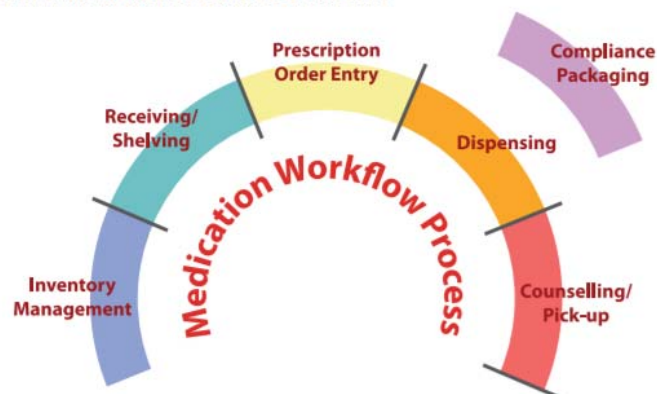 Prescription
Order Entry
Compliance
Packaging
Receiving/
Shelving
Dispensing
Medication Workflow Process
Inventory
Management
Counselling/
Pick-up